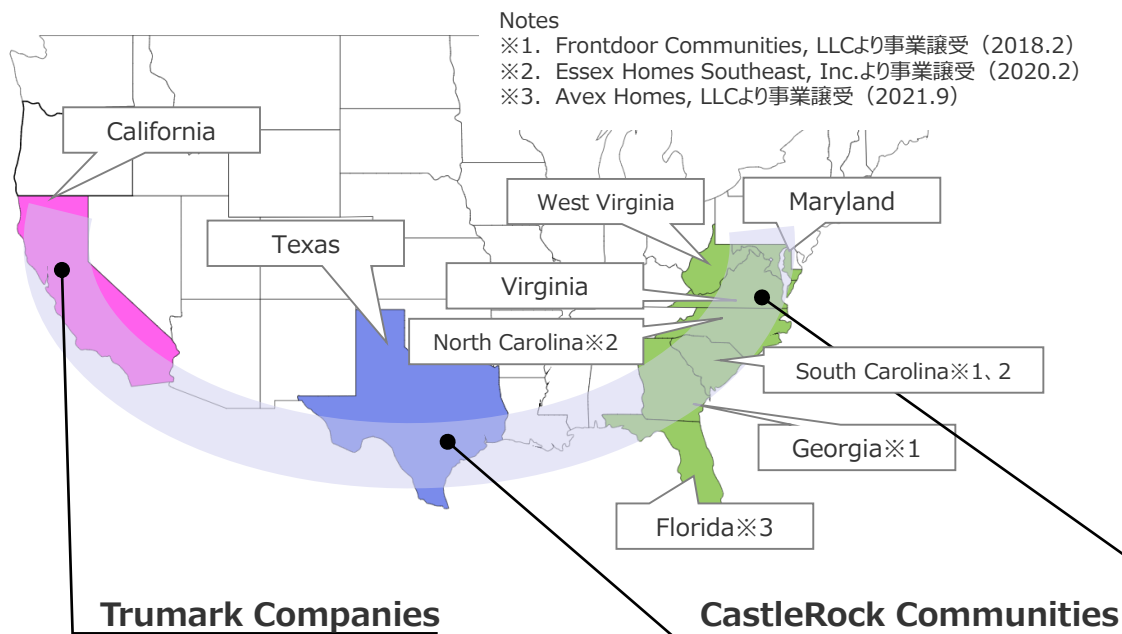 Notes
※1. Frontdoor Communities, LLCより事業譲受（2018.2）
※2. Essex Homes Southeast, Inc.より事業譲受（2020.2）
※3. Avex Homes, LLCより事業譲受（2021.9）
California
West Virginia
Maryland
Texas
Virginia
North Carolina※2
South Carolina※1、2
Georgia※1
Florida※3
Trumark Companies
CastleRock Communities